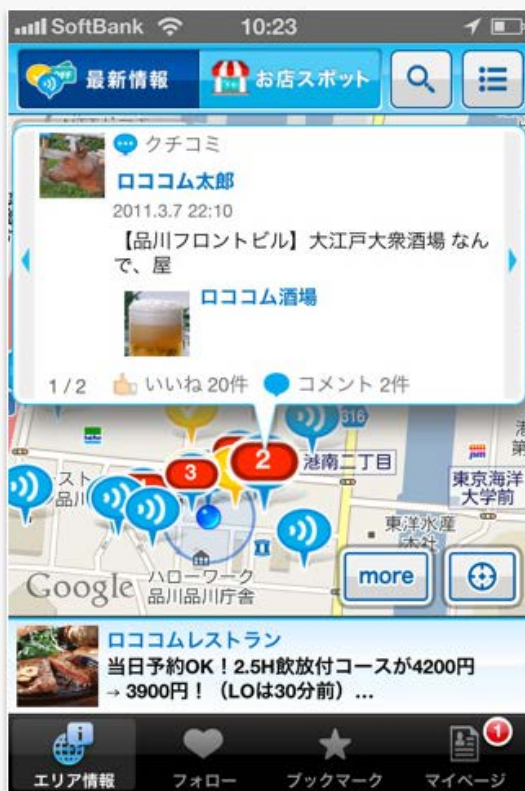 SoftBank 10:23
最新情報 お店スポット
クチコミ
ロココム太郎
2011.3.7 22:10
【品川フロントビル】大江戸大衆酒場 なん
で、屋
ロココム酒場
1 / 2 いいね 20件 コメント 2件
316
3 2 港南二丁目
スト
品川
東京海洋
大学前
東洋水産
本社
ハローワーク
品川品川庁舎
Google
more
ロココムレストラン
当日予約OK！2.5H飲放付コースが4200円
→ 3900円！（LOは30分前）...
1
エリア情報 フォロー ブックマーク マイページ